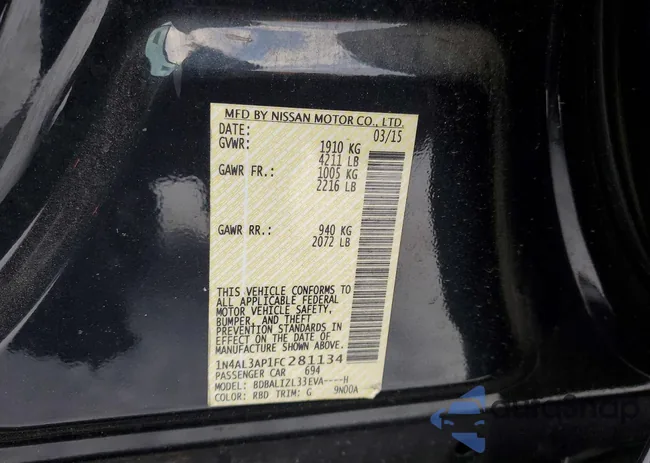 MFD BY NISSAN MOTOR CO., LTD.
DATE: 03/15
GVWR: 1910 KG
4211 LB
GAWR FR.: 1005 KG
2216 LB
GAWR RR.: 940 KG
2072 LB
THIS VEHICLE CONFORMS TO
ALL APPLICABLE FEDERAL
MOTOR VEHICLE SAFETY,
BUMPER, AND THEFT
PREVENTION STANDARDS IN
EFFECT ON THE DATE OF
MANUFACTURE SHOWN ABOVE.
1N4AL3AP1FC281134
PASSENGER CAR 694
MODEL: BDBALIZL33EVA----H
COLOR: RBD TRIM: G 9N00A